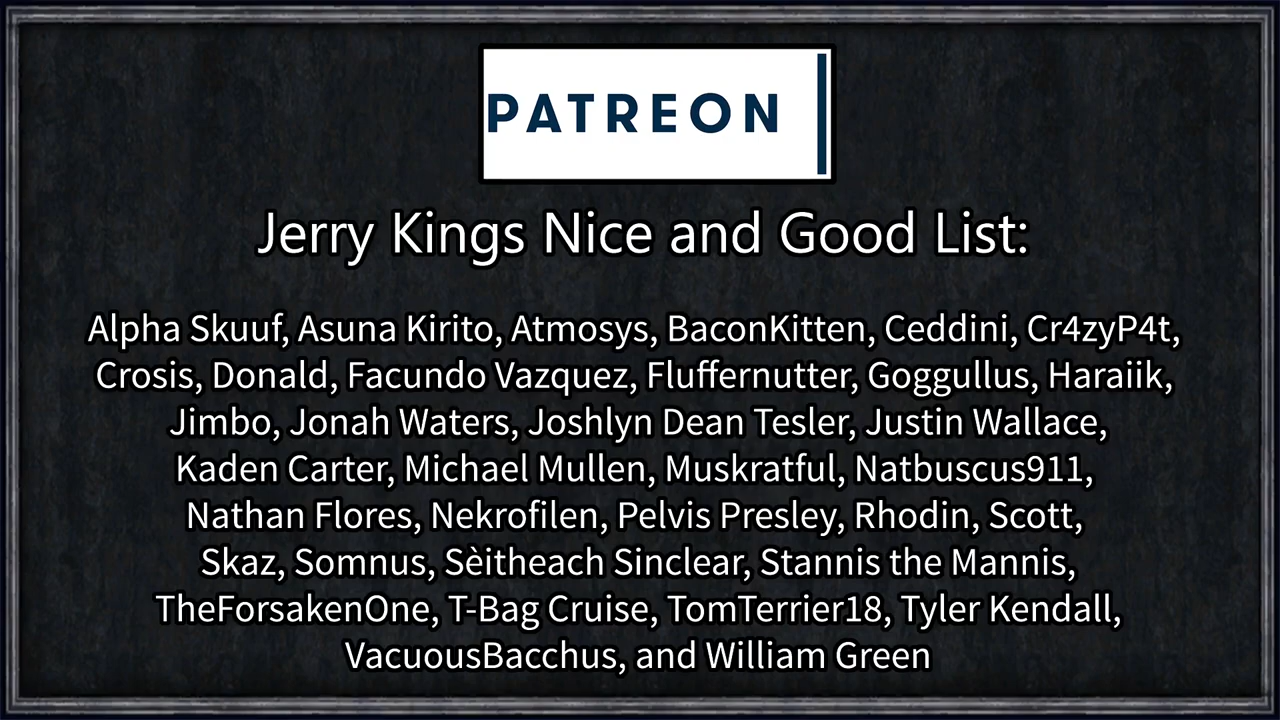 PATREON
Jerry Kings Nice and Good List:
Alpha Skuuf, Asuna Kirito, Atmosys, BaconKitten, Ceddini, Cr4zyP4t,
Crosis, Donald, Facundo Vazquez, Fluffernutter, Goggullus, Haraiik,
Jimbo, Jonah Waters, Joshlyn Dean Tesler, Justin Wallace,
Kaden Carter, Michael Mullen, Muskratful, Natbuscus911,
Nathan Flores, Nekrofilen, Pelvis Presley, Rhodin, Scott,
Skaz, Somnus, Sèitheach Sinclear, Stannis the Mannis,
TheForsakenOne, T-Bag Cruise, TomTerrier18, Tyler Kendall,
VacuousBacchus, and William Green